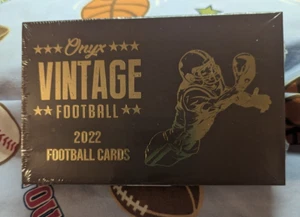 Onyx
VINTAGE
FOOTBALL
2022
FOOTBALL CARDS